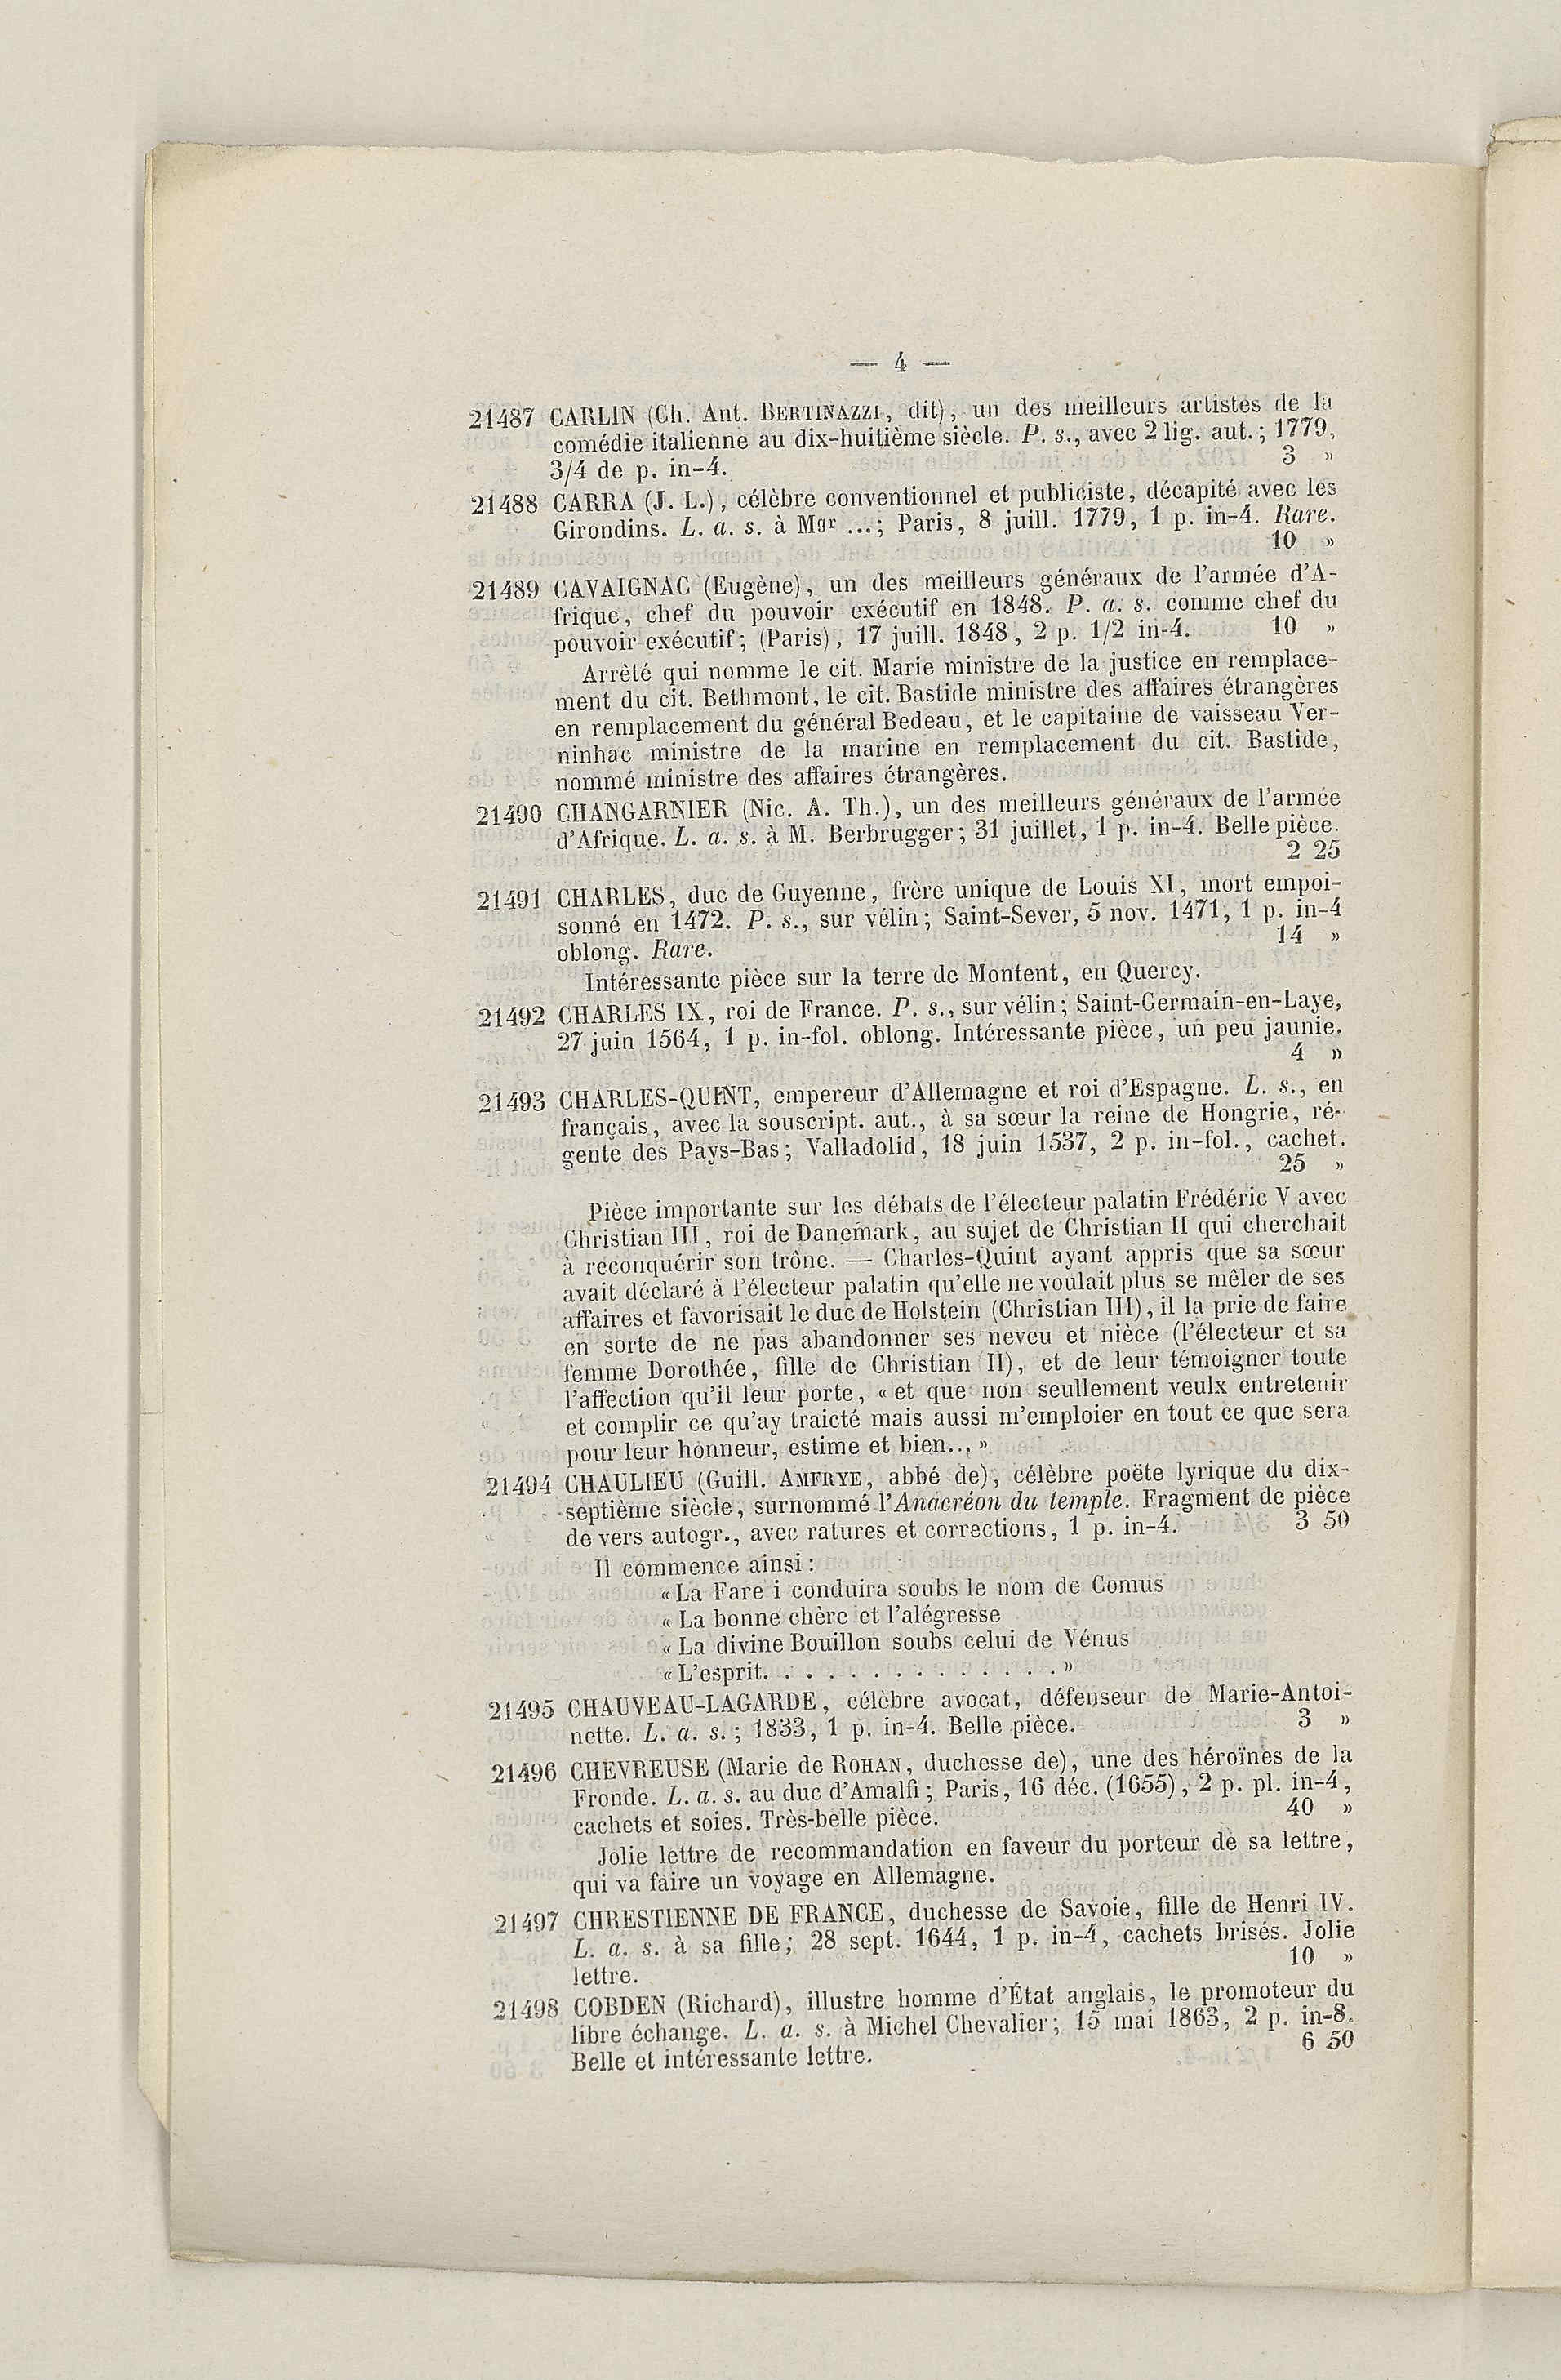 — 4 —
21487 CARLIN (Ch. Ant. BERTINAZZI, dit), un des meilleurs artistes de la
comédie italienne au dix-huitième siècle. P. s., avec 2 lig. aut.; 1779,
3/4 de p. in-4. 3 »
21488 CARRA (J. L.), célèbre conventionnel et publiciste, décapité avec les
Girondins. L. a. s. à Mgr ...; Paris, 8 juill. 1779, 1 p. in-4. Rare.
10 »
21489 CAVAIGNAC (Eugène), un des meilleurs généraux de l'armée d'A-
frique, chef du pouvoir exécutif en 1848. P. a. s. comme chef du
pouvoir exécutif; (Paris), 17 juill. 1848, 2 p. 1/2 in-4. 10 »
Arrêté qui nomme le cit. Marie ministre de la justice en remplace-
ment du cit. Bethmont, le cit. Bastide ministre des affaires étrangères
en remplacement du général Bedeau, et le capitaine de vaisseau Ver-
ninhac ministre de la marine en remplacement du cit. Bastide,
nommé ministre des affaires étrangères.
21490 CHANGARNIER (Nic. A. Th.), un des meilleurs généraux de l'armée
d'Afrique. L. a. s. à M. Berbrugger; 31 juillet, 1 p. in-4. Belle pièce.
2 25
21491 CHARLES, duc de Guyenne, frère unique de Louis XI, mort empoi-
sonné en 1472. P. s., sur vélin; Saint-Sever, 5 nov. 1471, 1 p. in-4
oblong. Rare. 14 »
Intéressante pièce sur la terre de Montent, en Quercy.
21492 CHARLES IX, roi de France. P. s., sur vélin; Saint-Germain-en-Laye,
27 juin 1564, 1 p. in-fol. oblong. Intéressante pièce, un peu jaunie.
4 »
21493 CHARLES-QUINT, empereur d'Allemagne et roi d'Espagne. L. s., en
français, avec la souscript. aut., à sa sœur la reine de Hongrie, ré-
gente des Pays-Bas; Valladolid, 18 juin 1537, 2 p. in-fol., cachet.
25 »
Pièce importante sur les débats de l'électeur palatin Frédéric V avec
Christian III, roi de Danemark, au sujet de Christian II qui cherchait
à reconquérir son trône. — Charles-Quint ayant appris que sa sœur
avait déclaré à l'électeur palatin qu'elle ne voulait plus se mêler de ses
affaires et favorisait le duc de Holstein (Christian III), il la prie de faire
en sorte de ne pas abandonner ses neveu et nièce (l'électeur et sa
femme Dorothée, fille de Christian II), et de leur témoigner toute
l'affection qu'il leur porte, « et que non seullement veulx entretenir
et complir ce qu'ay traicté mais aussi m'emploier en tout ce que sera
pour leur honneur, estime et bien... »
21494 CHAULIEU (Guill. AMFRYE, abbé de), célèbre poëte lyrique du dix-
septième siècle, surnommé l'Anacréon du temple. Fragment de pièce
de vers autogr., avec ratures et corrections, 1 p. in-4. 3 50
Il commence ainsi:
« La Fare i conduira soubs le nom de Comus
« La bonne chère et l'alégresse
« La divine Bouillon soubs celui de Vénus
« L'esprit. . . . . . . . . . . . . . »
21495 CHAUVEAU-LAGARDE, célèbre avocat, défenseur de Marie-Antoi-
nette. L. a. s.; 1833, 1 p. in-4. Belle pièce. 3 »
21496 CHEVREUSE (Marie de ROHAN, duchesse de), une des héroïnes de la
Fronde. L. a. s. au duc d'Amalfi; Paris, 16 déc. (1655), 2 p. pl. in-4,
cachets et soies. Très-belle pièce. 40 »
Jolie lettre de recommandation en faveur du porteur de sa lettre,
qui va faire un voyage en Allemagne.
21497 CHRESTIENNE DE FRANCE, duchesse de Savoie, fille de Henri IV.
L. a. s. à sa fille; 28 sept. 1644, 1 p. in-4, cachets brisés. Jolie
lettre. 10 »
21498 COBDEN (Richard), illustre homme d'État anglais, le promoteur du
libre échange. L. a. s. à Michel Chevalier; 15 mai 1863, 2 p. in-8.
Belle et intéressante lettre. 6 50